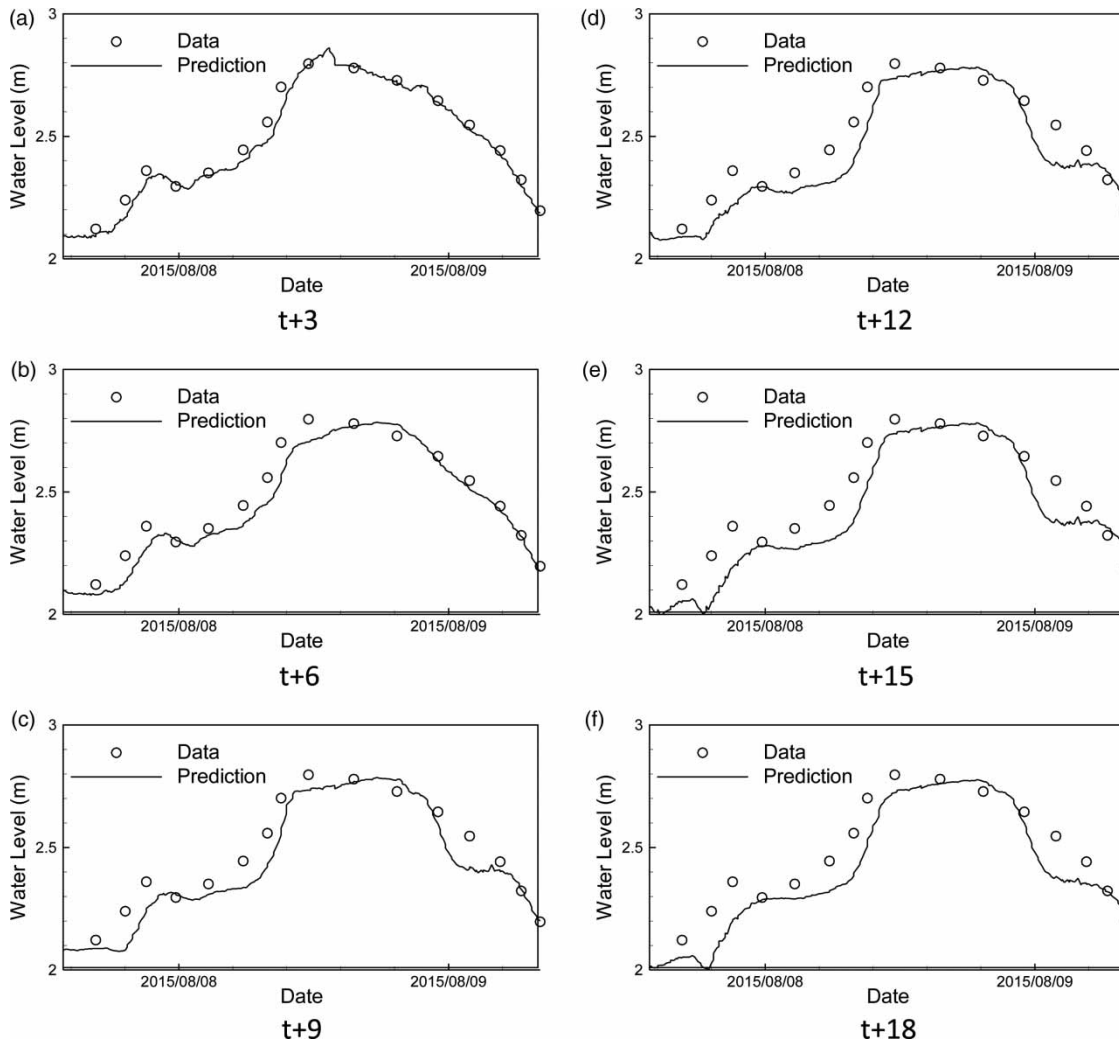 (a)
3
Data
Prediction
Water Level (m)
2.5
2
2015/08/08
2015/08/09
Date
t+3
(b)
3
Data
Prediction
Water Level (m)
2.5
2
2015/08/08
2015/08/09
Date
t+6
(c)
3
Data
Prediction
Water Level (m)
2.5
2
2015/08/08
2015/08/09
Date
t+9
(d)
3
Data
Prediction
Water Level (m)
2.5
2
2015/08/08
2015/08/09
Date
t+12
(e)
3
Data
Prediction
Water Level (m)
2.5
2
2015/08/08
2015/08/09
Date
t+15
(f)
3
Data
Prediction
Water Level (m)
2.5
2
2015/08/08
2015/08/09
Date
t+18